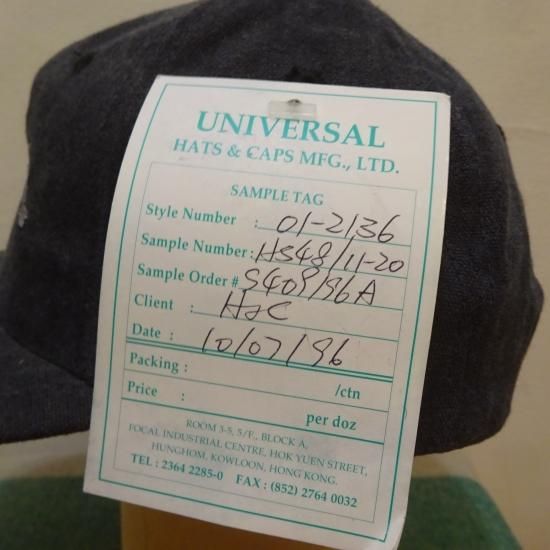 UNIVERSAL
HATS & CAPS MFG., LTD.
SAMPLE TAG
Style Number : 01-2136
Sample Number : HS48/11-20
Sample Order # S409/96A
Client : H&C
Date : 10/07/96
Packing : /ctn
Price : per doz
ROOM 3-5, 5/F., BLOCK A,
FOCAL INDUSTRIAL CENTRE, HOK YUEN STREET,
HUNGHOM, KOWLOON, HONG KONG.
TEL : 2364 2285-0 FAX : (852) 2764 0032